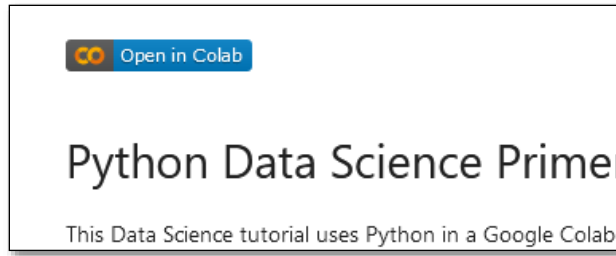 Open in Colab
Python Data Science Primer
This Data Science tutorial uses Python in a Google Colab